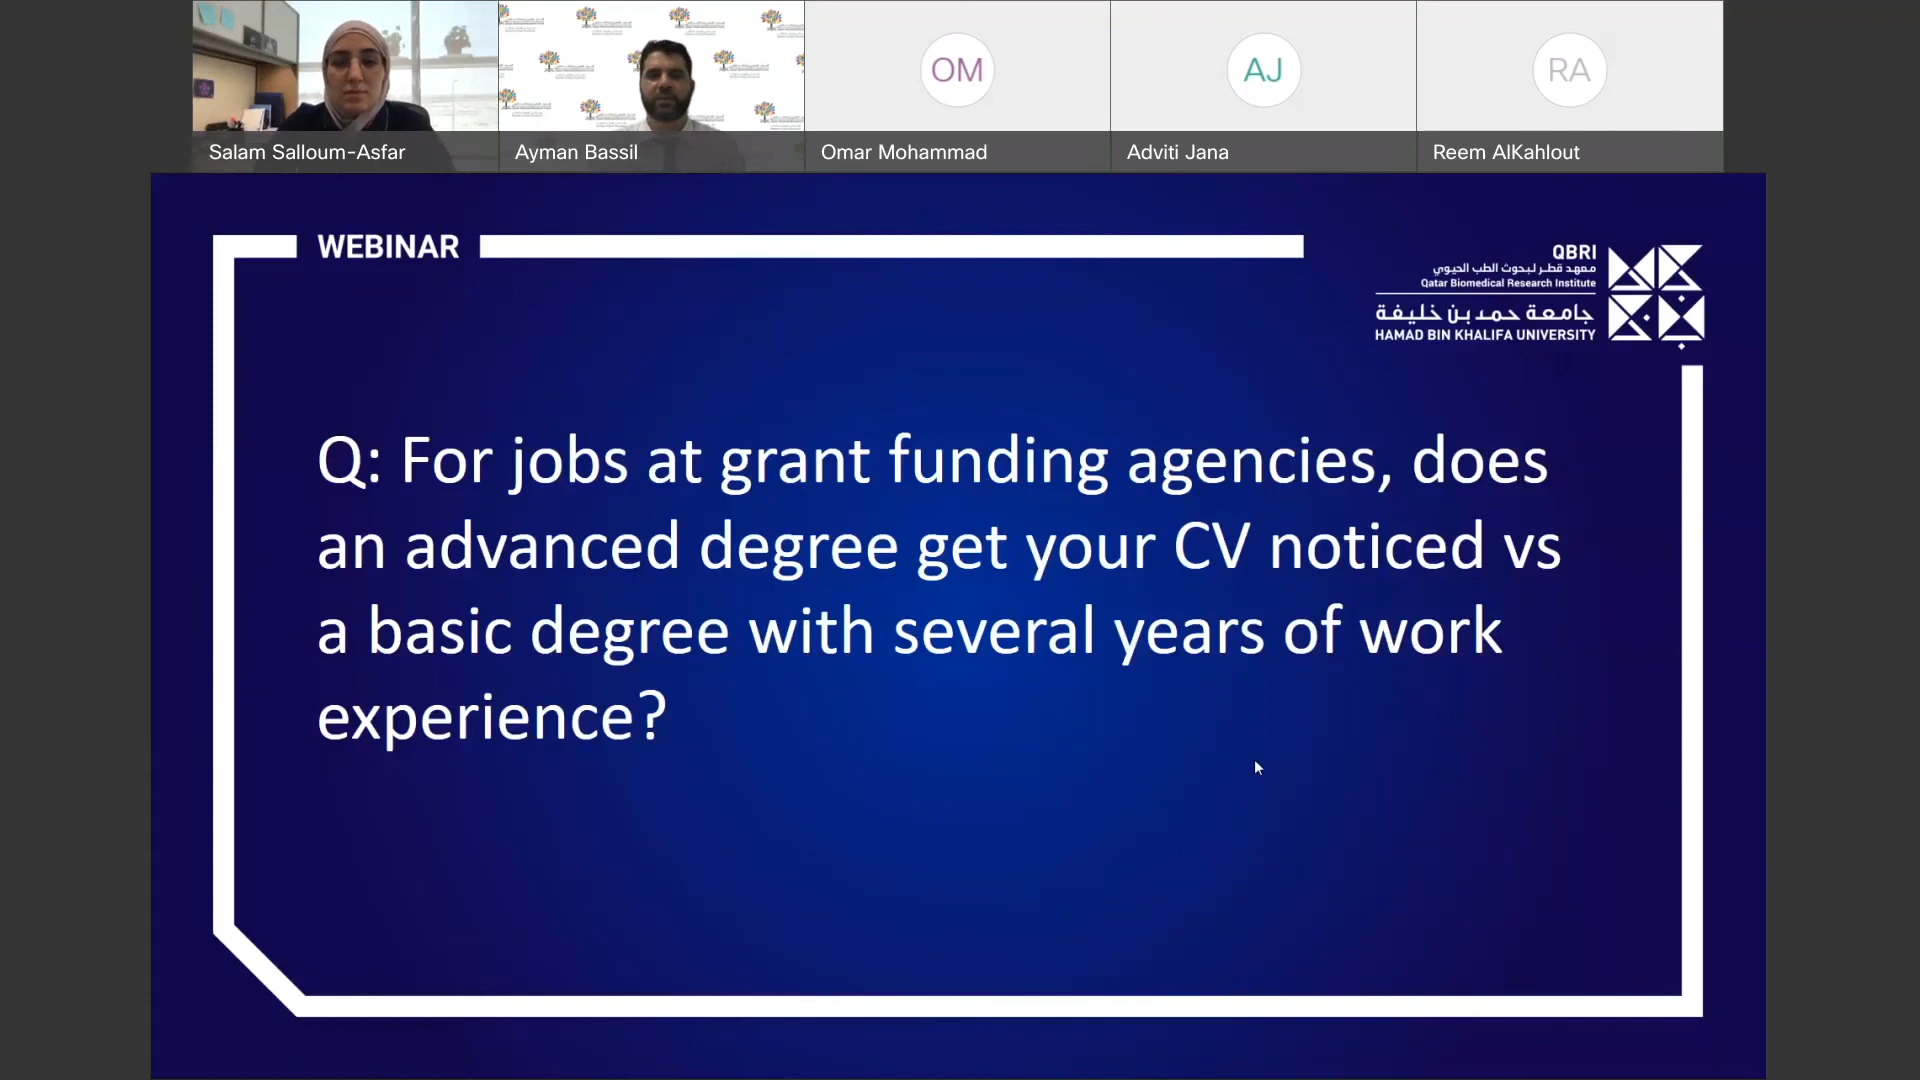 Salam Salloum-Asfar
Ayman Bassil
OM
Omar Mohammad
AJ
Adviti Jana
RA
Reem AlKahlout
WEBINAR
QBRI
معهد قطر لبحوث الطب الحيوي
Qatar Biomedical Research Institute
جامعة حمد بن خليفة
HAMAD BIN KHALIFA UNIVERSITY
Q: For jobs at grant funding agencies, does
an advanced degree get your CV noticed vs
a basic degree with several years of work
experience?